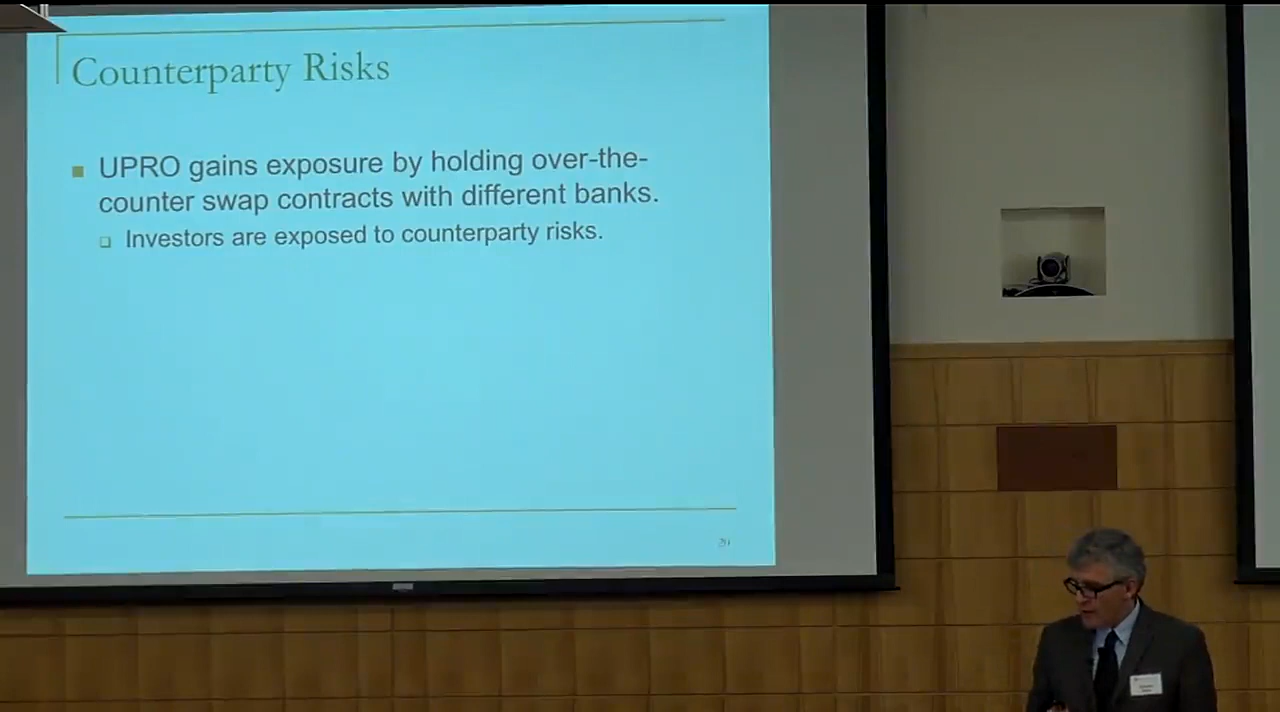 Counterparty Risks
UPRO gains exposure by holding over-the-
counter swap contracts with different banks.
Investors are exposed to counterparty risks.